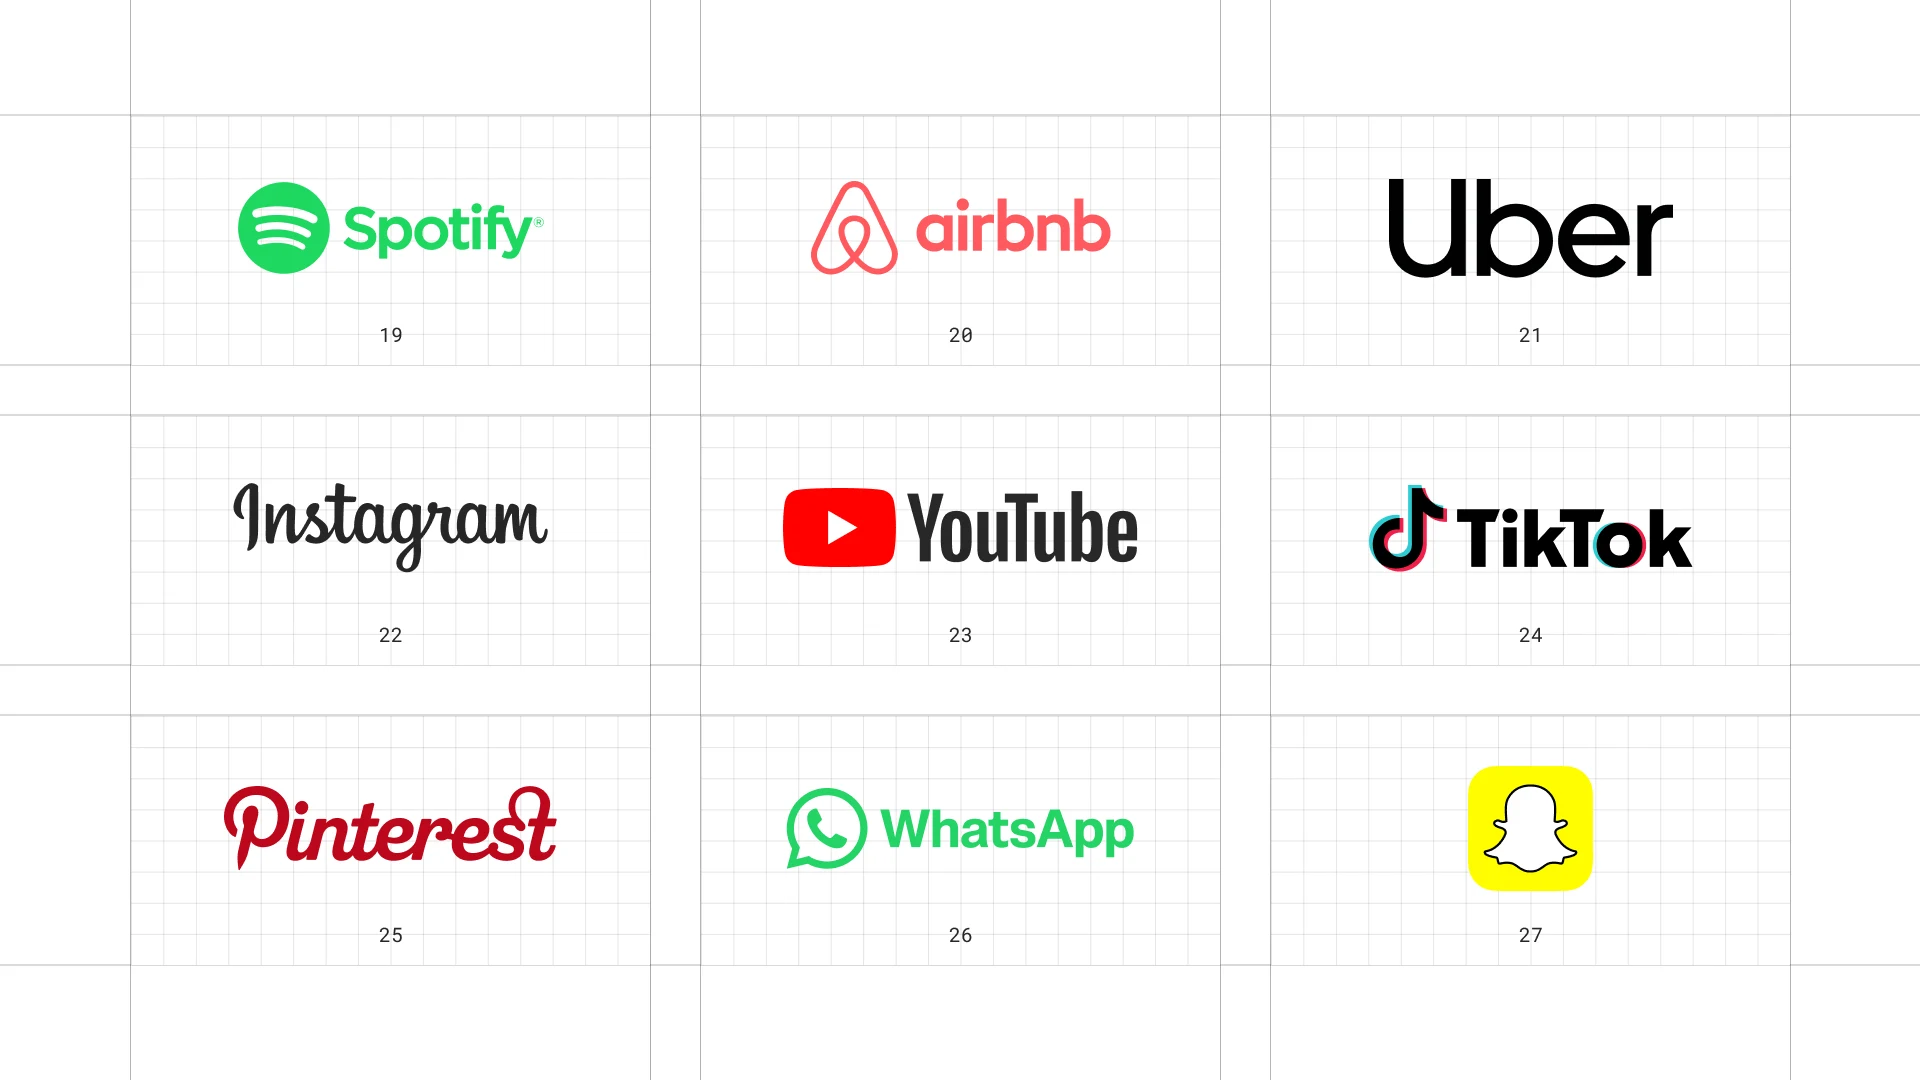 Spotify®
airbnb
Uber
19
20
21
Instagram
YouTube
TikTok
22
23
24
Pinterest
WhatsApp
25
26
27